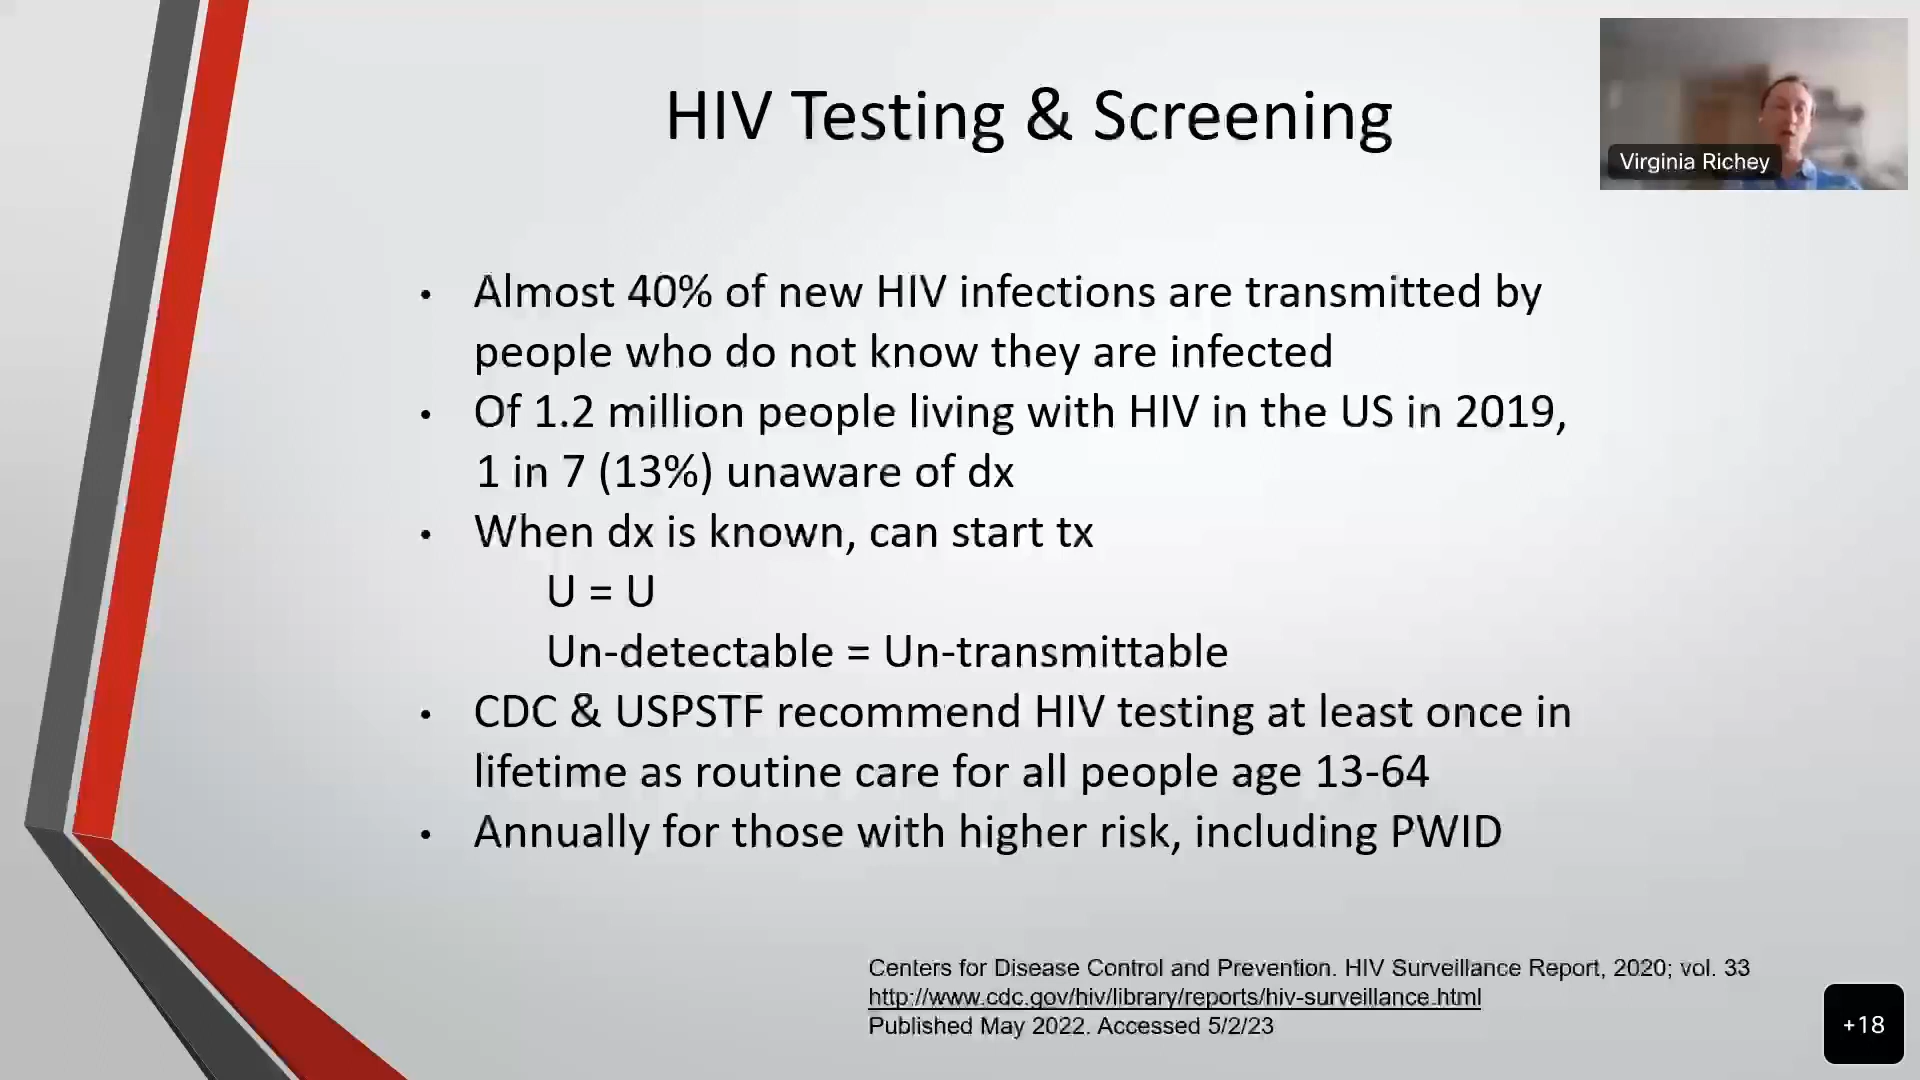 HIV Testing & Screening
Virginia Richey
• Almost 40% of new HIV infections are transmitted by
people who do not know they are infected
• Of 1.2 million people living with HIV in the US in 2019,
1 in 7 (13%) unaware of dx
• When dx is known, can start tx
U = U
Un-detectable = Un-transmittable
• CDC & USPSTF recommend HIV testing at least once in
lifetime as routine care for all people age 13-64
• Annually for those with higher risk, including PWID
Centers for Disease Control and Prevention. HIV Surveillance Report, 2020; vol. 33
http://www.cdc.gov/hiv/library/reports/hiv-surveillance.html
Published May 2022. Accessed 5/2/23
+18